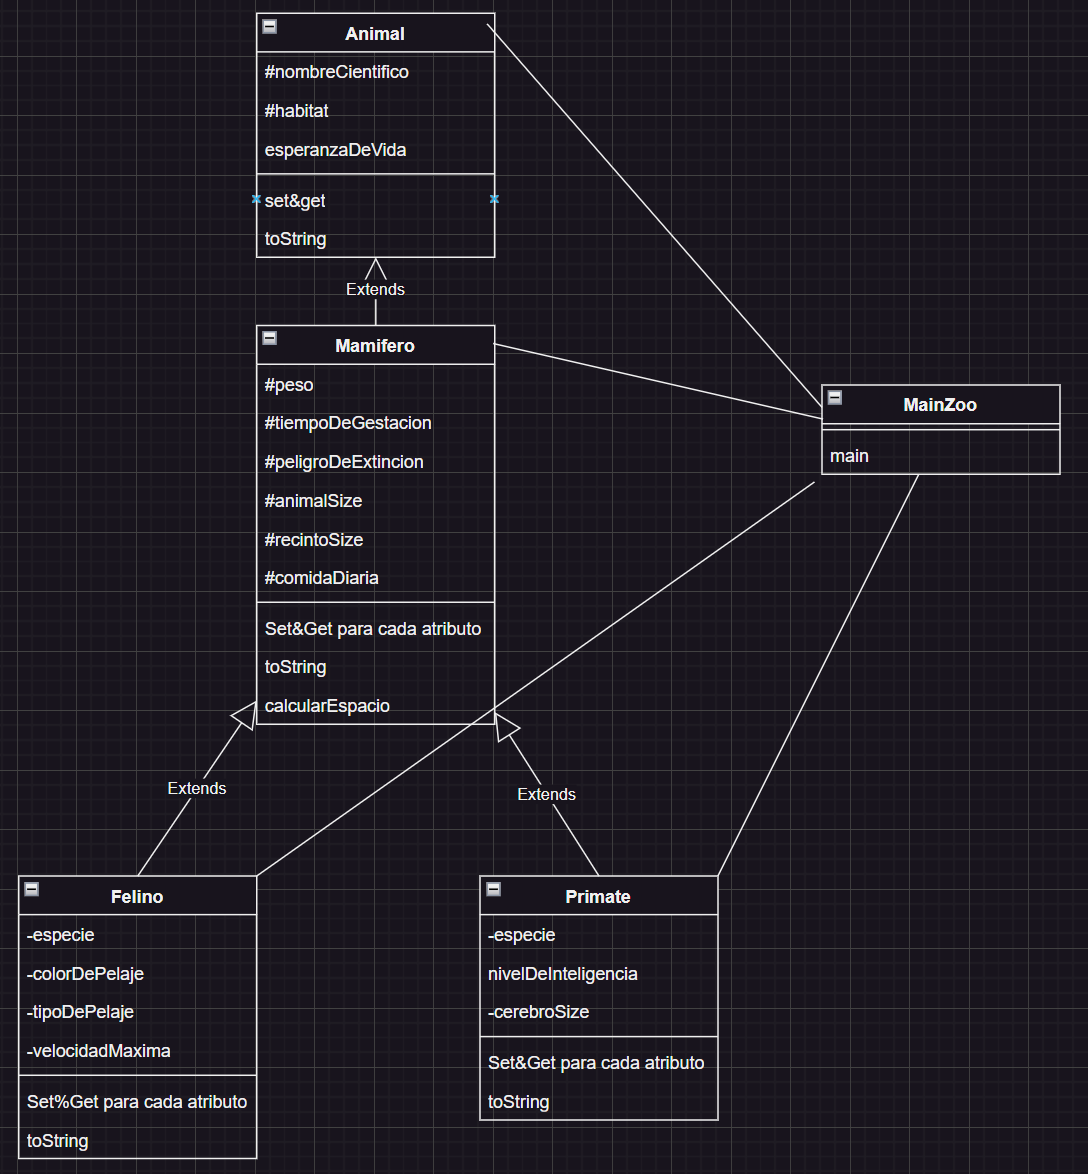 Animal
#nombreCientifico
#habitat
esperanzaDeVida
set&get
toString
Extends
Mamifero
#peso
#tiempoDeGestacion
#peligroDeExtincion
#animalSize
#recintoSize
#comidaDiaria
Set&Get para cada atributo
toString
calcularEspacio
MainZoo
main
Extends
Extends
Felino
-especie
-colorDePelaje
-tipoDePelaje
-velocidadMaxima
Set%Get para cada atributo
toString
Primate
-especie
nivelDeInteligencia
-cerebroSize
Set&Get para cada atributo
toString